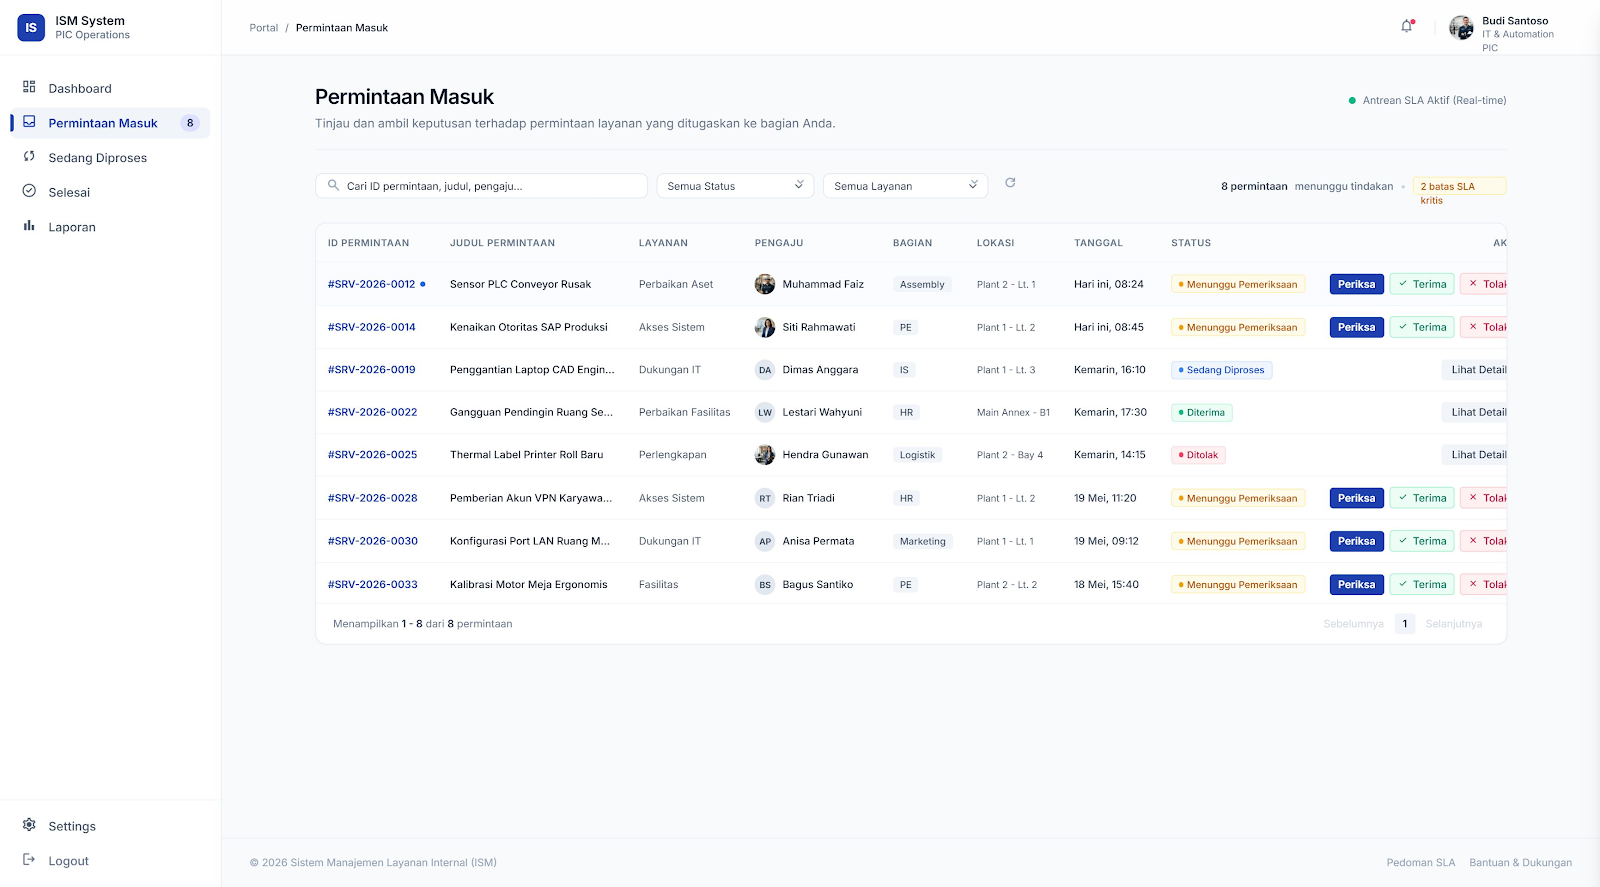 IS
ISM System
PIC Operations
Dashboard
Permintaan Masuk 8
Sedang Diproses
Selesai
Laporan
Settings
Logout
Portal / Permintaan Masuk
Budi Santoso
IT & Automation
PIC
Permintaan Masuk
Tinjau dan ambil keputusan terhadap permintaan layanan yang ditugaskan ke bagian Anda.
Antrean SLA Aktif (Real-time)
Cari ID permintaan, judul, pengaju...
Semua Status
Semua Layanan
8 permintaan menunggu tindakan • 2 batas SLA
kritis
ID PERMINTAAN JUDUL PERMINTAAN LAYANAN PENGAJU BAGIAN LOKASI TANGGAL STATUS AK
#SRV-2026-0012 Sensor PLC Conveyor Rusak Perbaikan Aset Muhammad Faiz Assembly Plant 2 - Lt. 1 Hari ini, 08:24 Menunggu Pemeriksaan Periksa Terima Tolak
#SRV-2026-0014 Kenaikan Otoritas SAP Produksi Akses Sistem Siti Rahmawati PE Plant 1 - Lt. 2 Hari ini, 08:45 Menunggu Pemeriksaan Periksa Terima Tolak
#SRV-2026-0019 Penggantian Laptop CAD Engin... Dukungan IT DA Dimas Anggara IS Plant 1 - Lt. 3 Kemarin, 16:10 Sedang Diproses Lihat Detail
#SRV-2026-0022 Gangguan Pendingin Ruang Se... Perbaikan Fasilitas LW Lestari Wahyuni HR Main Annex - B1 Kemarin, 17:30 Diterima Lihat Detail
#SRV-2026-0025 Thermal Label Printer Roll Baru Perlengkapan Hendra Gunawan Logistik Plant 2 - Bay 4 Kemarin, 14:15 Ditolak Lihat Detail
#SRV-2026-0028 Pemberian Akun VPN Karyawa... Akses Sistem RT Rian Triadi HR Plant 1 - Lt. 2 19 Mei, 11:20 Menunggu Pemeriksaan Periksa Terima Tolak
#SRV-2026-0030 Konfigurasi Port LAN Ruang M... Dukungan IT AP Anisa Permata Marketing Plant 1 - Lt. 1 19 Mei, 09:12 Menunggu Pemeriksaan Periksa Terima Tolak
#SRV-2026-0033 Kalibrasi Motor Meja Ergonomis Fasilitas BS Bagus Santiko PE Plant 2 - Lt. 2 18 Mei, 15:40 Menunggu Pemeriksaan Periksa Terima Tolak
Menampilkan 1 - 8 dari 8 permintaan
Sebelumnya 1 Selanjutnya
© 2026 Sistem Manajemen Layanan Internal (ISM)
Pedoman SLA Bantuan & Dukungan